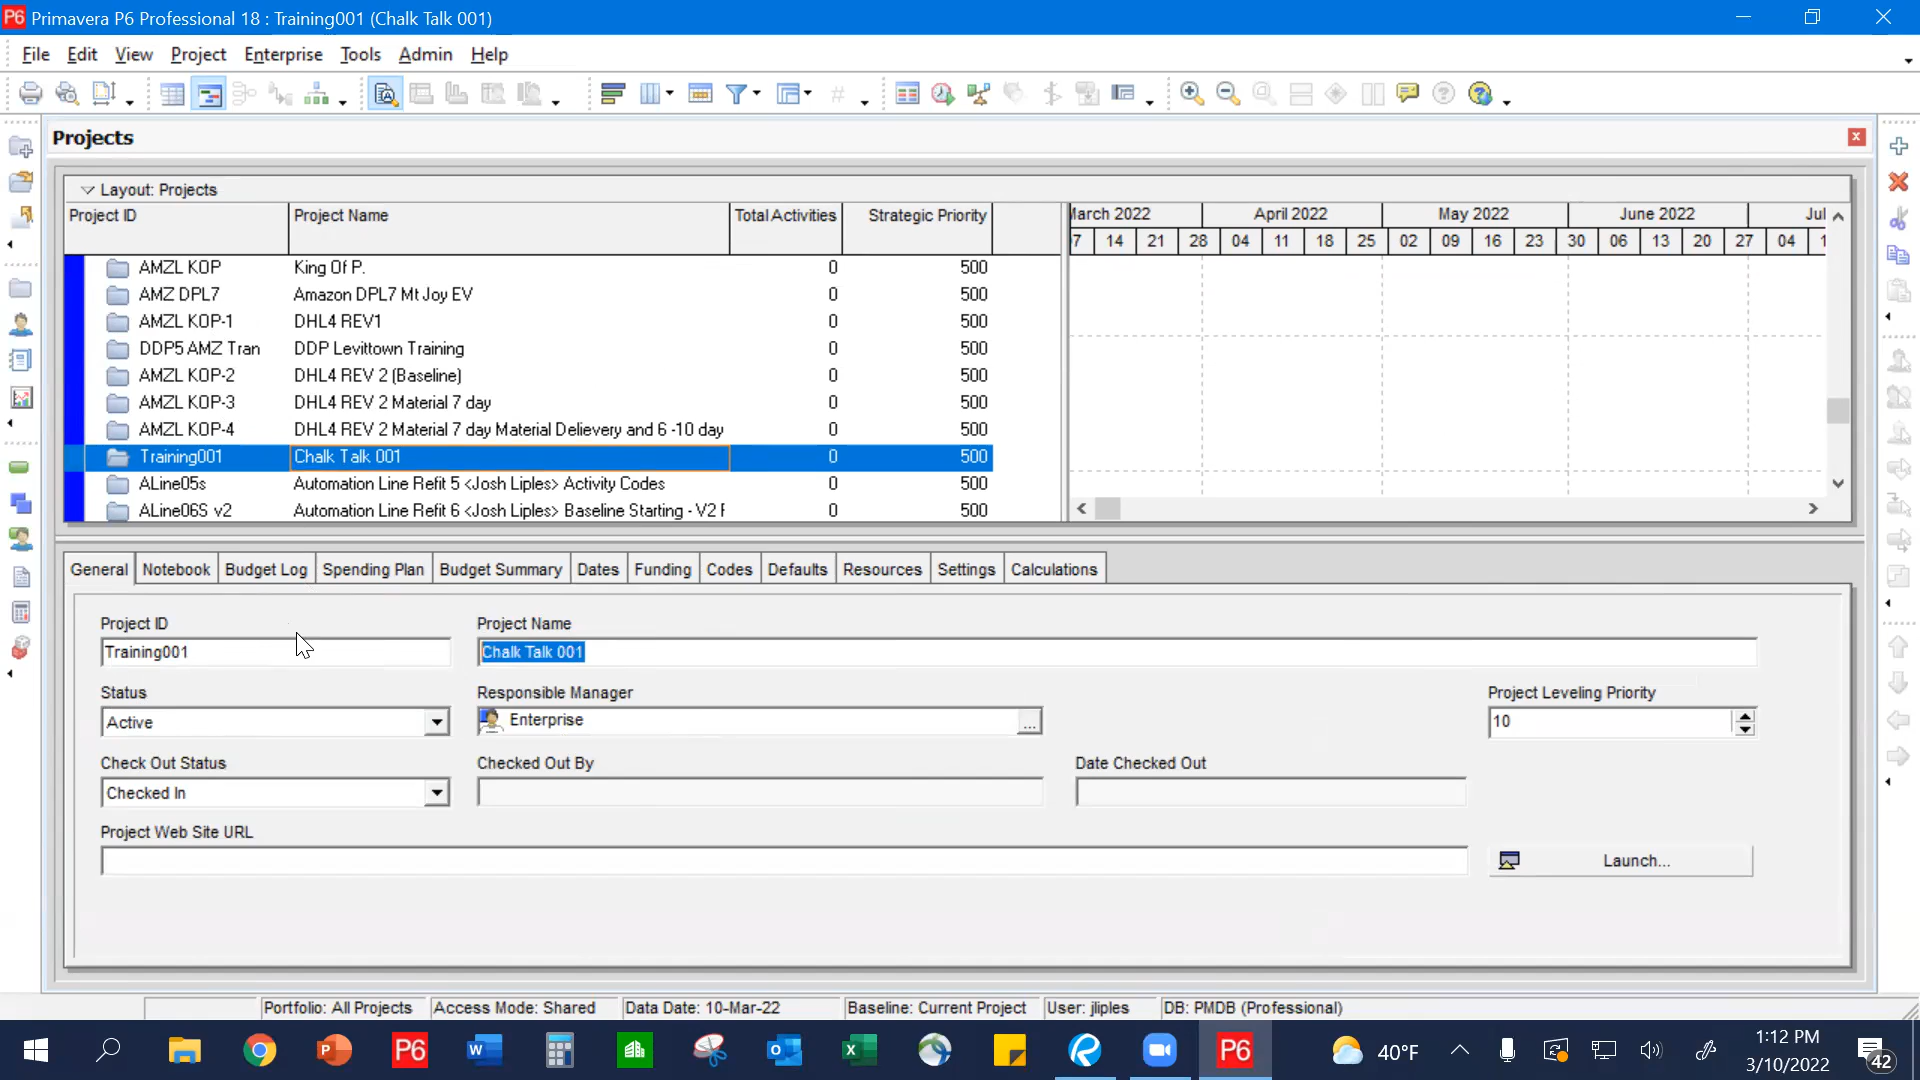 P6 Primavera P6 Professional 18 : Training001 (Chalk Talk 001)
File Edit View Project Enterprise Tools Admin Help
Projects
Layout: Projects
Project ID Project Name Total Activities Strategic Priority
March 2022 April 2022 May 2022 June 2022 Jul
7 14 21 28 04 11 18 25 02 09 16 23 30 06 13 20 27 04 1
AMZL KOP King Of P. 0 500
AMZ DPL7 Amazon DPL7 Mt Joy EV 0 500
AMZL KOP-1 DHL4 REV1 0 500
DDP5 AMZ Tran DDP Levittown Training 0 500
AMZL KOP-2 DHL4 REV 2 (Baseline) 0 500
AMZL KOP-3 DHL4 REV 2 Material 7 day 0 500
AMZL KOP-4 DHL4 REV 2 Material 7 day Material Delievery and 6 -10 day 0 500
Training001 Chalk Talk 001 0 500
ALine05s Automation Line Refit 5 <Josh Liples> Activity Codes 0 500
ALine06S v2 Automation Line Refit 6 <Josh Liples> Baseline Starting - V2 F 0 500
General Notebook Budget Log Spending Plan Budget Summary Dates Funding Codes Defaults Resources Settings Calculations
Project ID Project Name
Training001 Chalk Talk 001
Status Responsible Manager Project Leveling Priority
Active Enterprise ... 10
Check Out Status Checked Out By Date Checked Out
Checked In
Project Web Site URL
Launch...
Portfolio: All Projects Access Mode: Shared Data Date: 10-Mar-22 Baseline: Current Project User: jliples DB: PMDB (Professional)
P6 P6 40°F 1:12 PM
3/10/2022 42